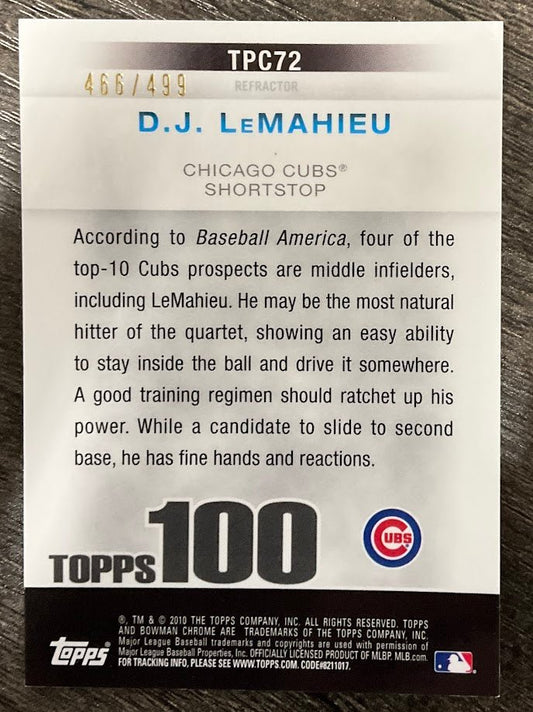 TPC72
466/499
REFRACTOR
D.J. LEMAHIEU
CHICAGO CUBS®
SHORTSTOP
According to Baseball America, four of the
top-10 Cubs prospects are middle infielders,
including LeMahieu. He may be the most natural
hitter of the quartet, showing an easy ability
to stay inside the ball and drive it somewhere.
A good training regimen should ratchet up his
power. While a candidate to slide to second
base, he has fine hands and reactions.
TOPPS 100
CUBS
®, TM & © 2010 THE TOPPS COMPANY, INC. ALL RIGHTS RESERVED. TOPPS
AND BOWMAN CHROME ARE TRADEMARKS OF THE TOPPS COMPANY, INC.
Major League Baseball trademarks and copyrights are used with permission of
Major League Baseball Properties, Inc. OFFICIALLY LICENSED PRODUCT OF MLBP. MLB.com.
FOR TRACKING INFO, PLEASE SEE WWW.TOPPS.COM. CODE#8211017.
topps